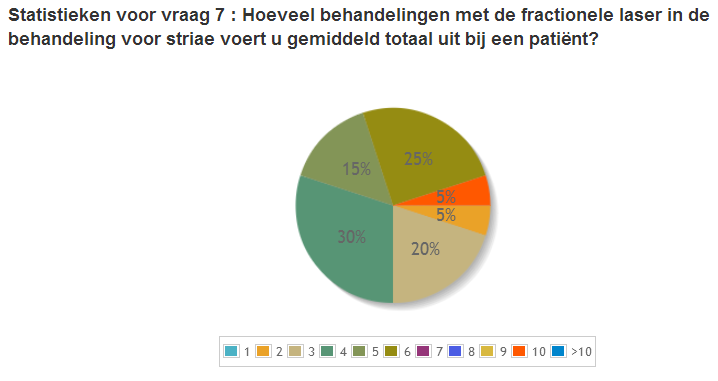 Statistieken voor vraag 7 : Hoeveel behandelingen met de fractionele laser in de
behandeling voor striae voert u gemiddeld totaal uit bij een patiënt?
25%
15%
5%
5%
30%
20%
1 2 3 4 5 6 7 8 9 10 >10